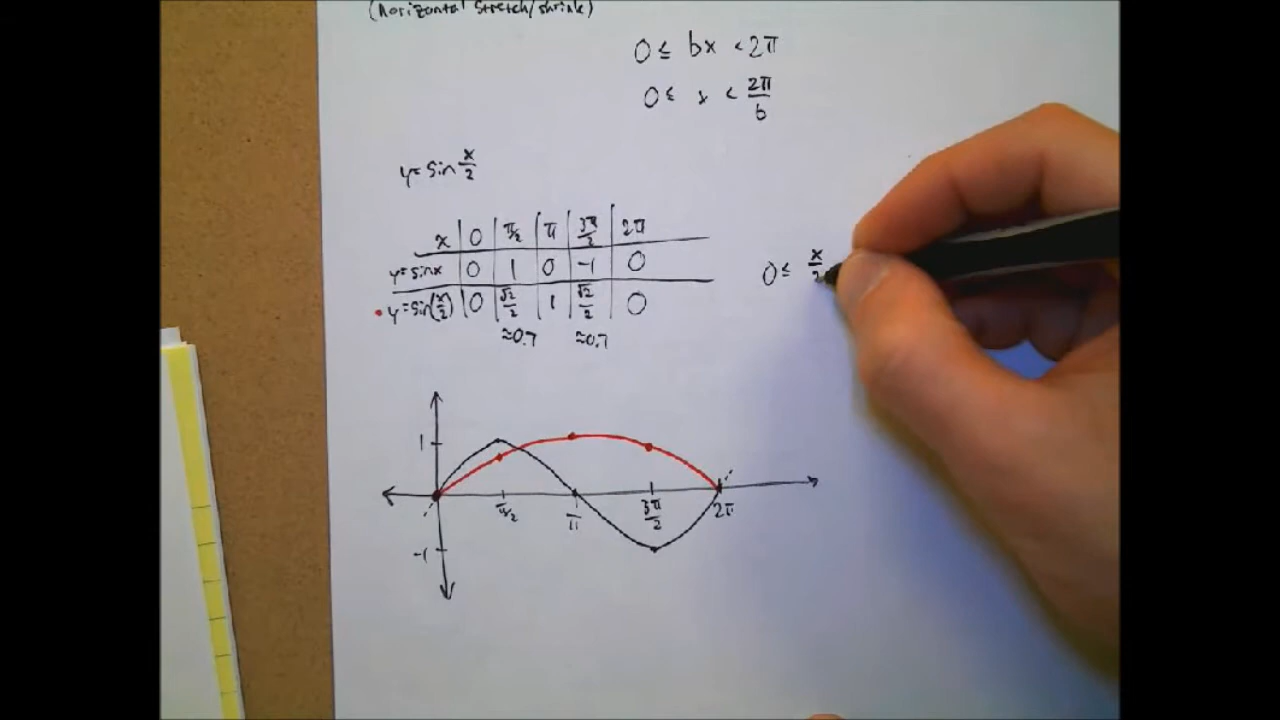 (horizontal stretch/shrink)
0 ≤ bx < 2π
0 ≤ x < 2π/b
y = sin x/2
x | 0 | π/2 | π | 3π/2 | 2π
y = sin x | 0 | 1 | 0 | -1 | 0
y = sin(x/2) | 0 | √2/2 | 1 | √2/2 | 0
≈0.7 ≈0.7
0 ≤ x/2
1
π/2 π 3π/2 2π
-1